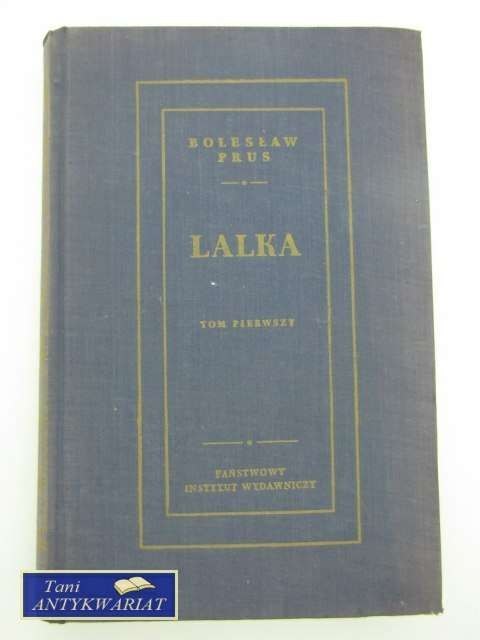 BOLESŁAW
PRUS
LALKA
TOM PIERWSZY
PAŃSTWOWY
INSTYTUT WYDAWNICZY
Tani
ANTYKWARIAT